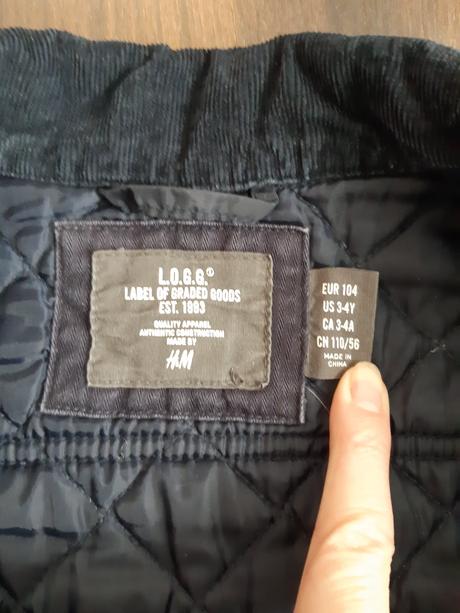 L.O.G.G.
LABEL OF GRADED GOODS
EST. 1993
QUALITY APPAREL
AUTHENTIC CONSTRUCTION
MADE BY
H&M
EUR 104
US 3-4Y
CA 3-4A
CN 110/56
MADE IN
CHINA